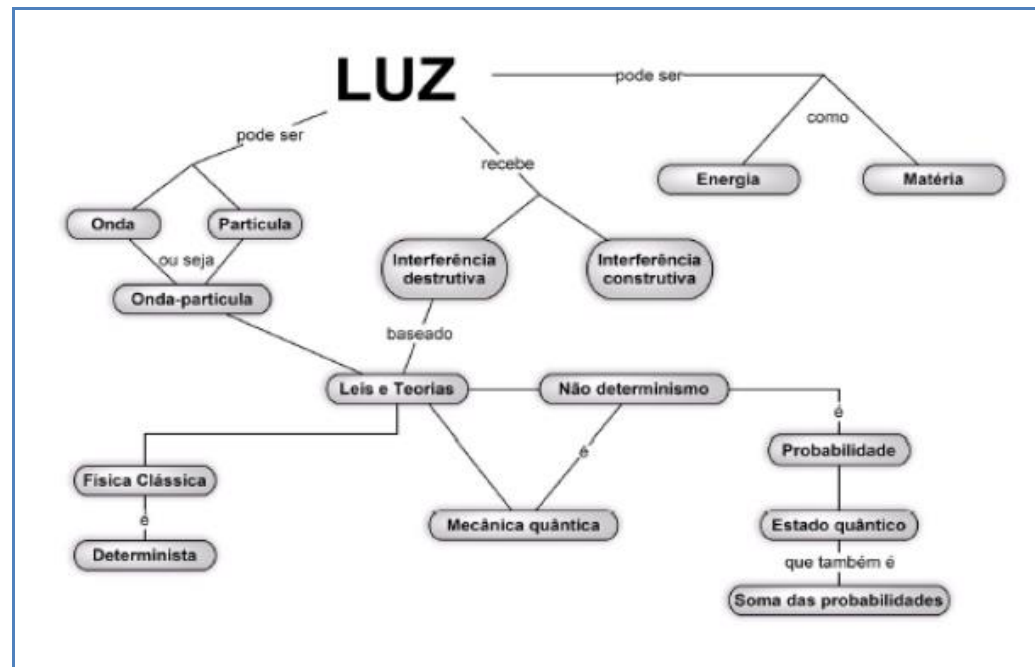 LUZ
pode ser
como
Energia
Matéria
pode ser
recebe
Onda
Partícula
ou seja
Onda-partícula
Interferência
destrutiva
Interferência
construtiva
baseado
Leis e Teorias
Não determinismo
é
é
Probabilidade
Física Clássica
é
Determinista
Mecânica quântica
Estado quântico
que também é
Soma das probabilidades